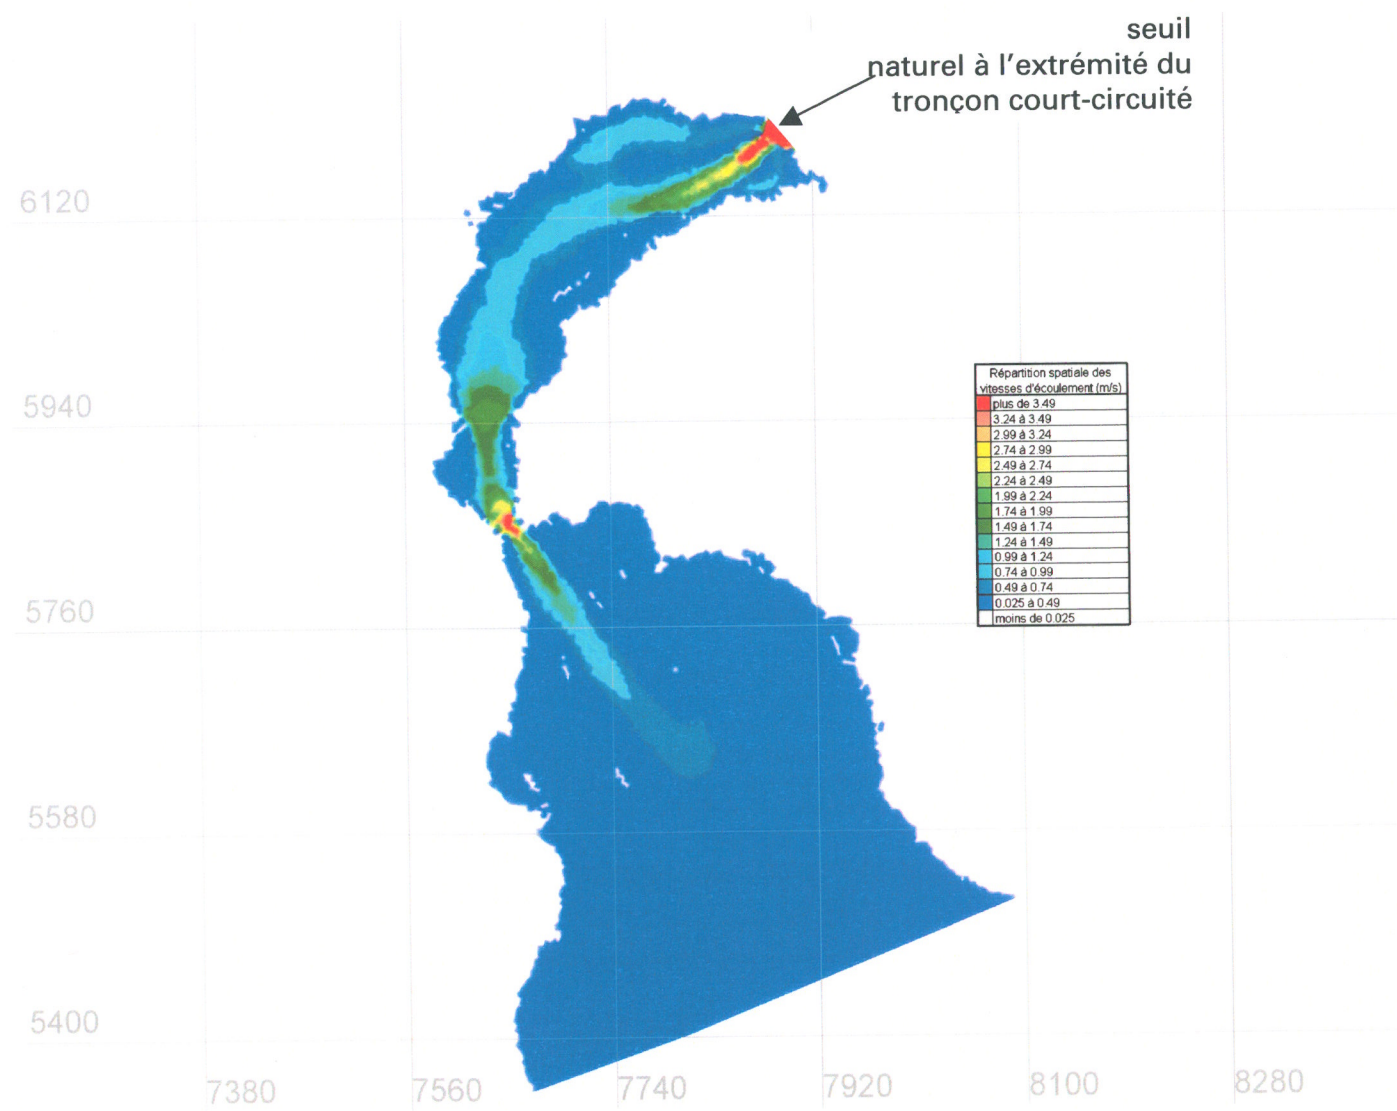 seuil
naturel à l'extrémité du
tronçon court-circuité
6120
5940
5760
5580
5400
7380
7560
7740
7920
8100
8280
Répartition spatiale des
vitesses d'écoulement (m/s)
plus de 3.49
3.24 à 3.49
2.99 à 3.24
2.74 à 2.99
2.49 à 2.74
2.24 à 2.49
1.99 à 2.24
1.74 à 1.99
1.49 à 1.74
1.24 à 1.49
0.99 à 1.24
0.74 à 0.99
0.49 à 0.74
0.025 à 0.49
moins de 0.025